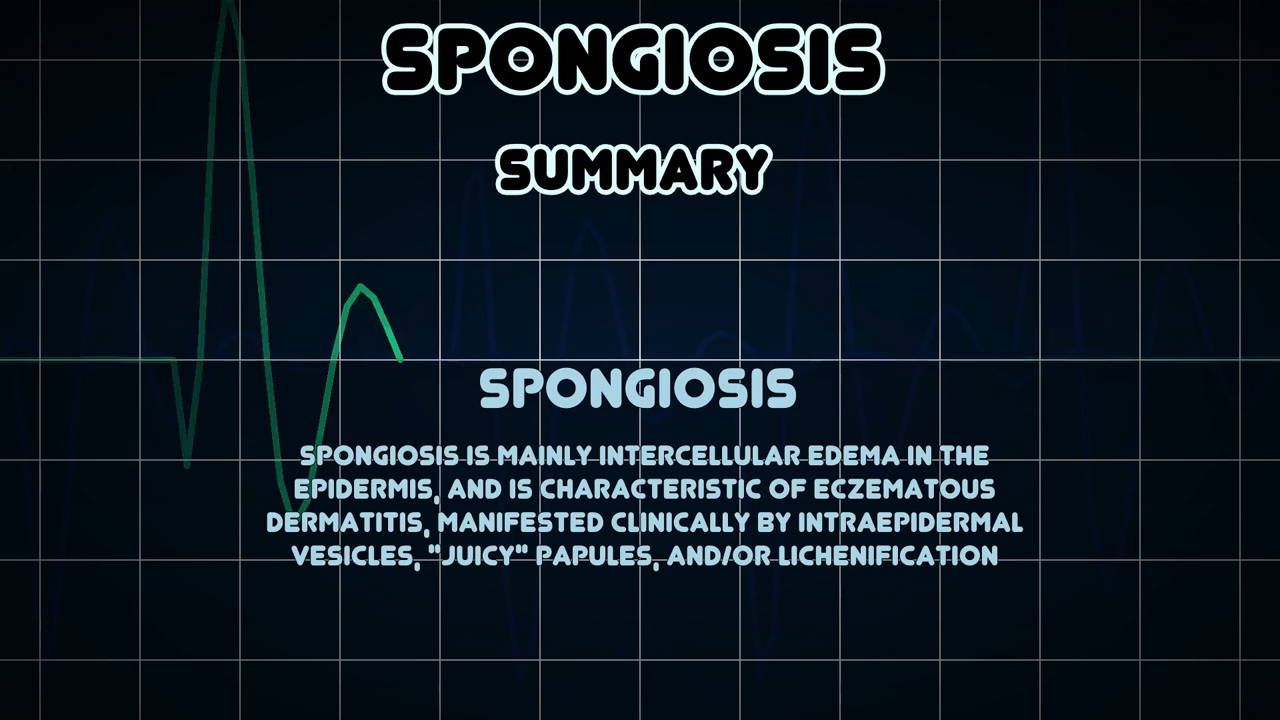 SPONGIOSIS
SUMMARY
SPONGIOSIS
SPONGIOSIS IS MAINLY INTERCELLULAR EDEMA IN THE
EPIDERMIS, AND IS CHARACTERISTIC OF ECZEMATOUS
DERMATITIS, MANIFESTED CLINICALLY BY INTRAEPIDERMAL
VESICLES, "JUICY" PAPULES, AND/OR LICHENIFICATION